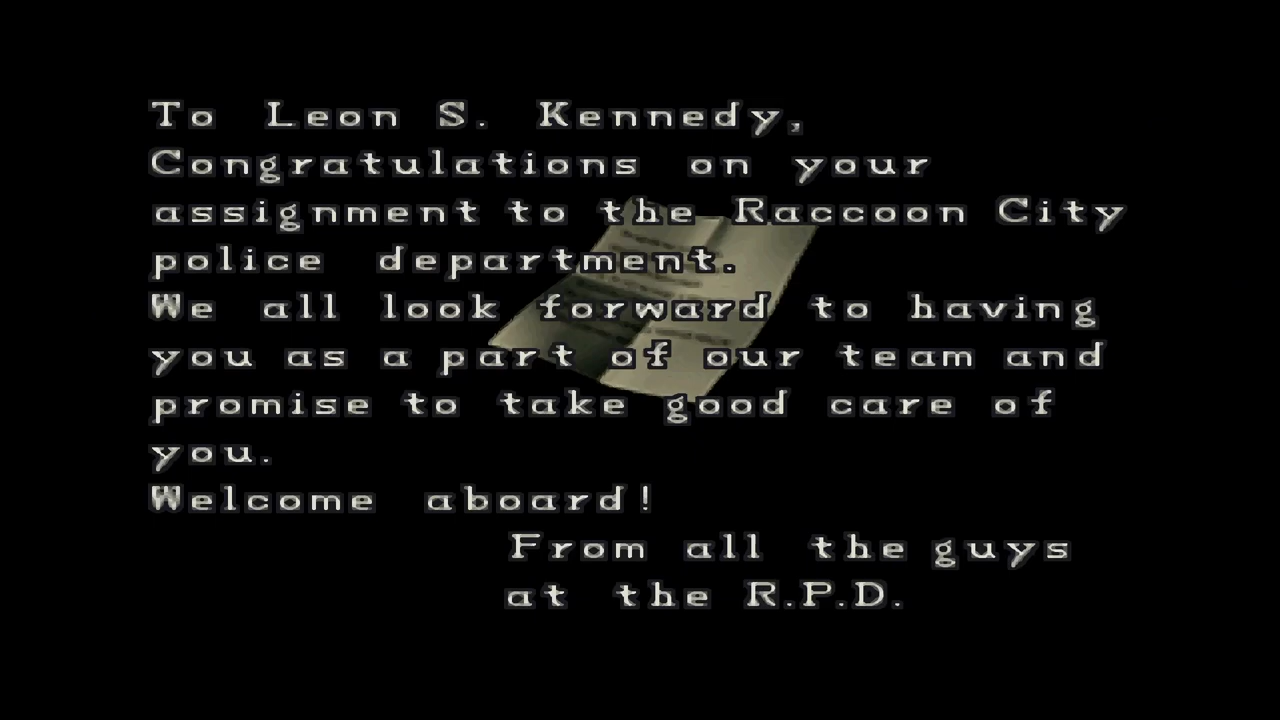 To Leon S. Kennedy,
Congratulations on your
assignment to the Raccoon City
police department.
We all look forward to having
you as a part of our team and
promise to take good care of
you.
Welcome aboard!
From all the guys
at the R.P.D.